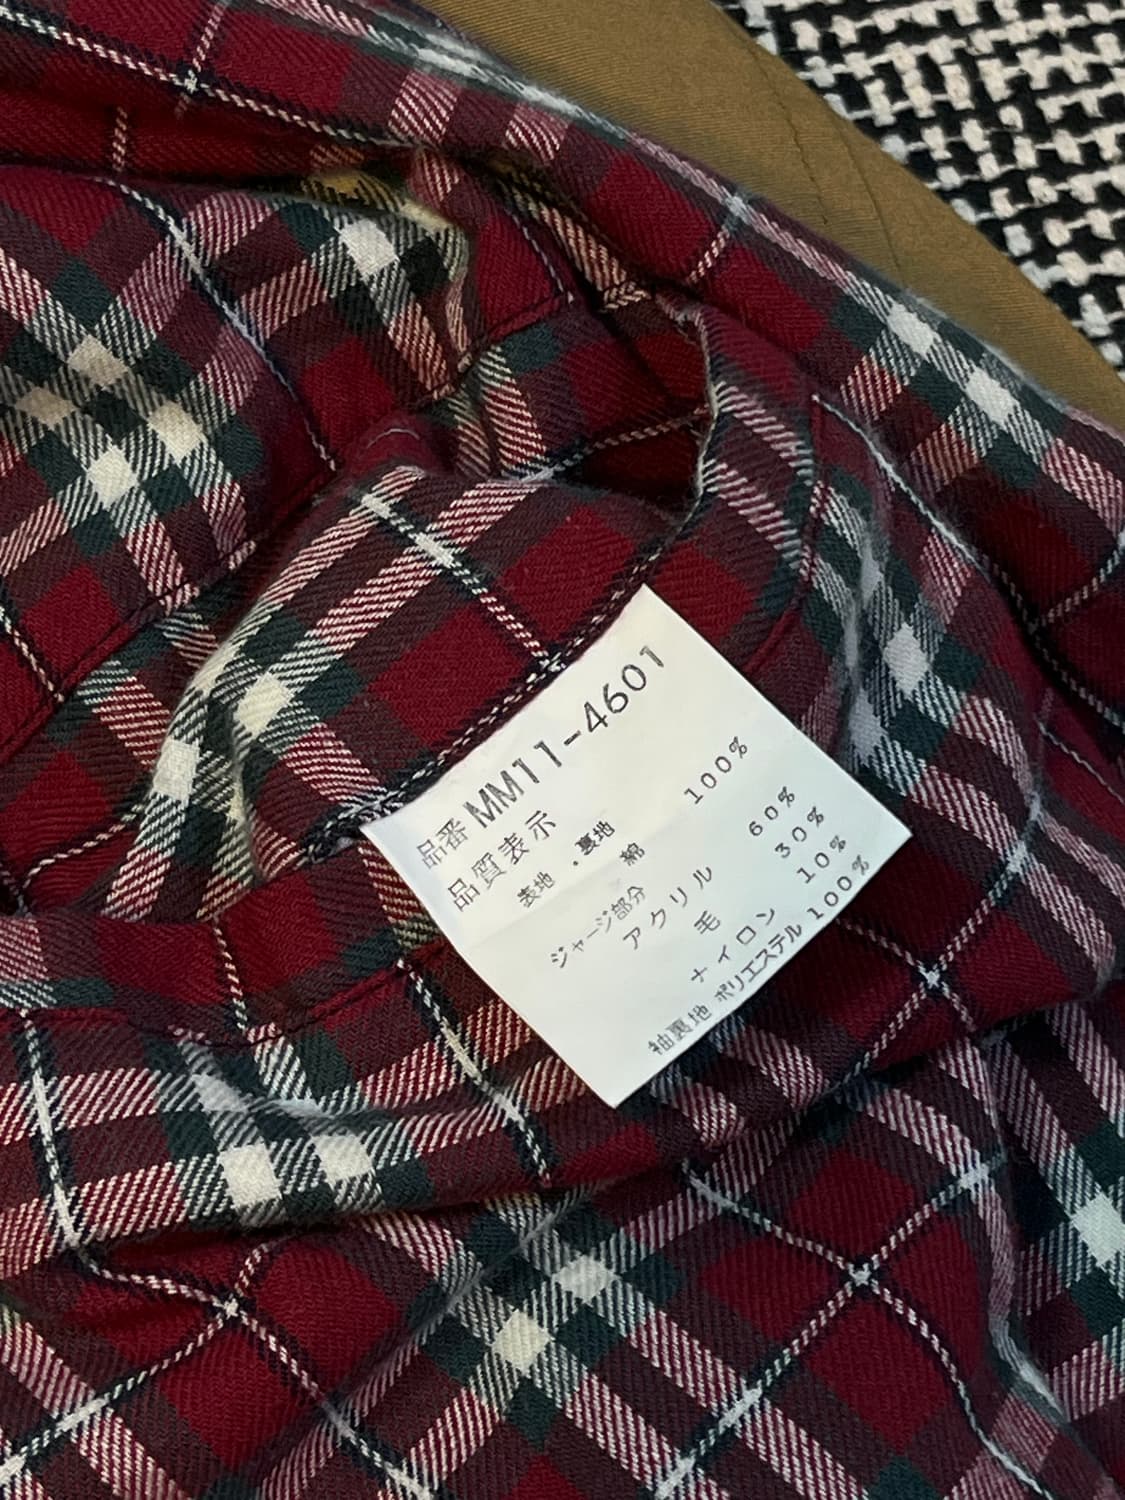 品番 MM11-4601
品質表示
表地 ・裏地
綿 100%
ジャージ部分
アクリル 60%
毛 30%
ナイロン 10%
袖裏地 ポリエステル 100%